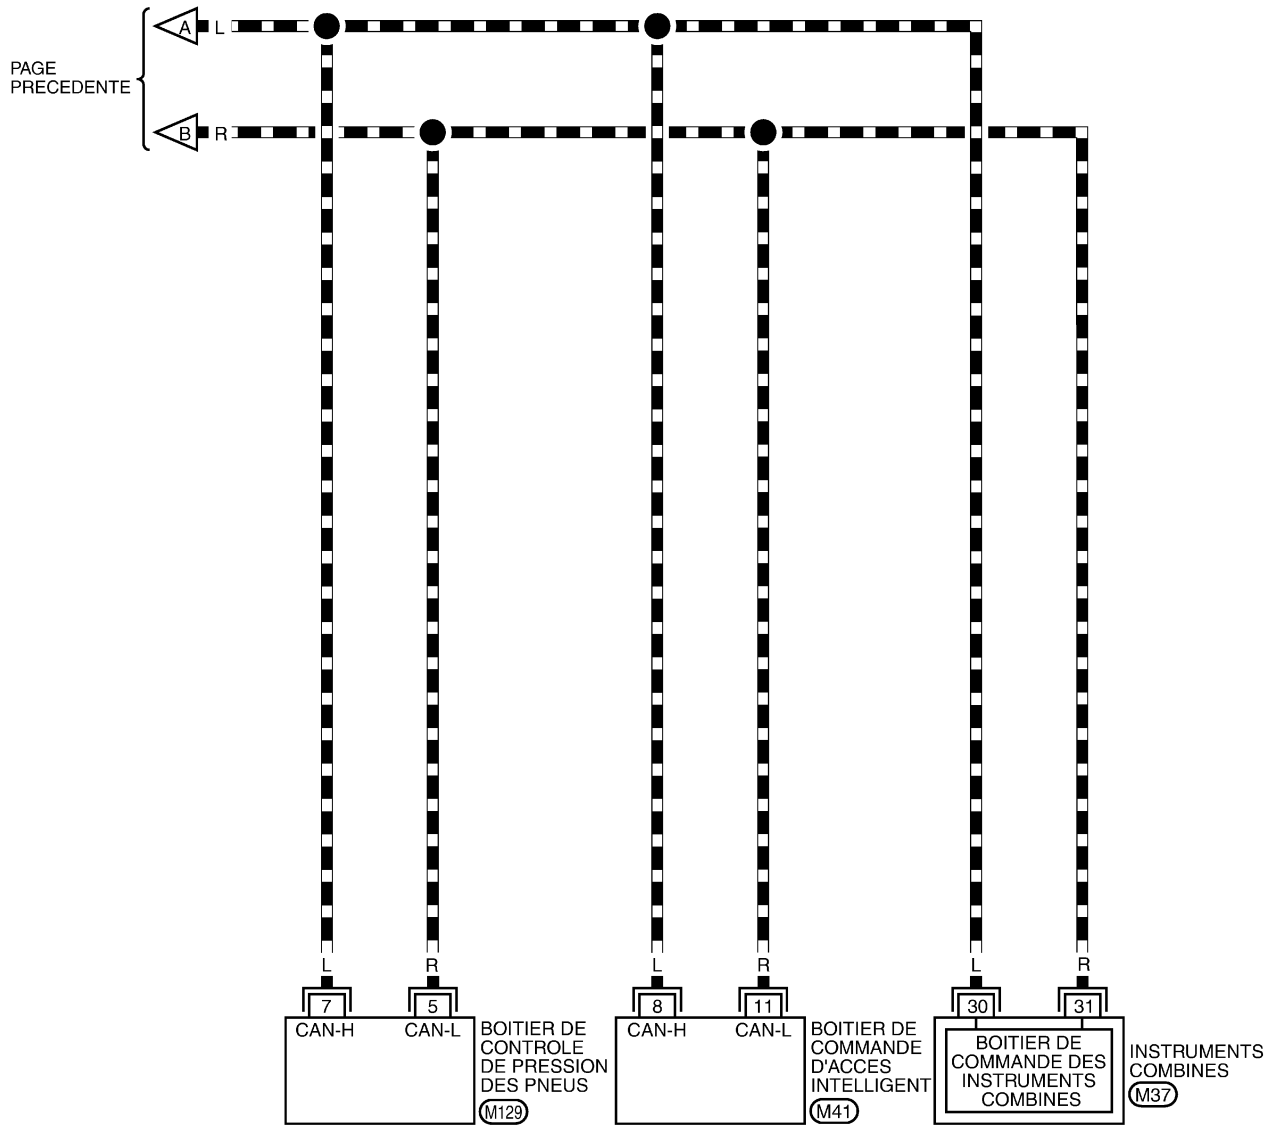 A L
PAGE
PRECEDENTE
B R
L R L R L R
7 5 8 11 30 31
CAN-H CAN-L
BOITIER DE
CONTROLE
DE PRESSION
DES PNEUS
M129
CAN-H CAN-L
BOITIER DE
COMMANDE
D'ACCES
INTELLIGENT
M41
BOITIER DE
COMMANDE DES
INSTRUMENTS
COMBINES
INSTRUMENTS
COMBINES
M37